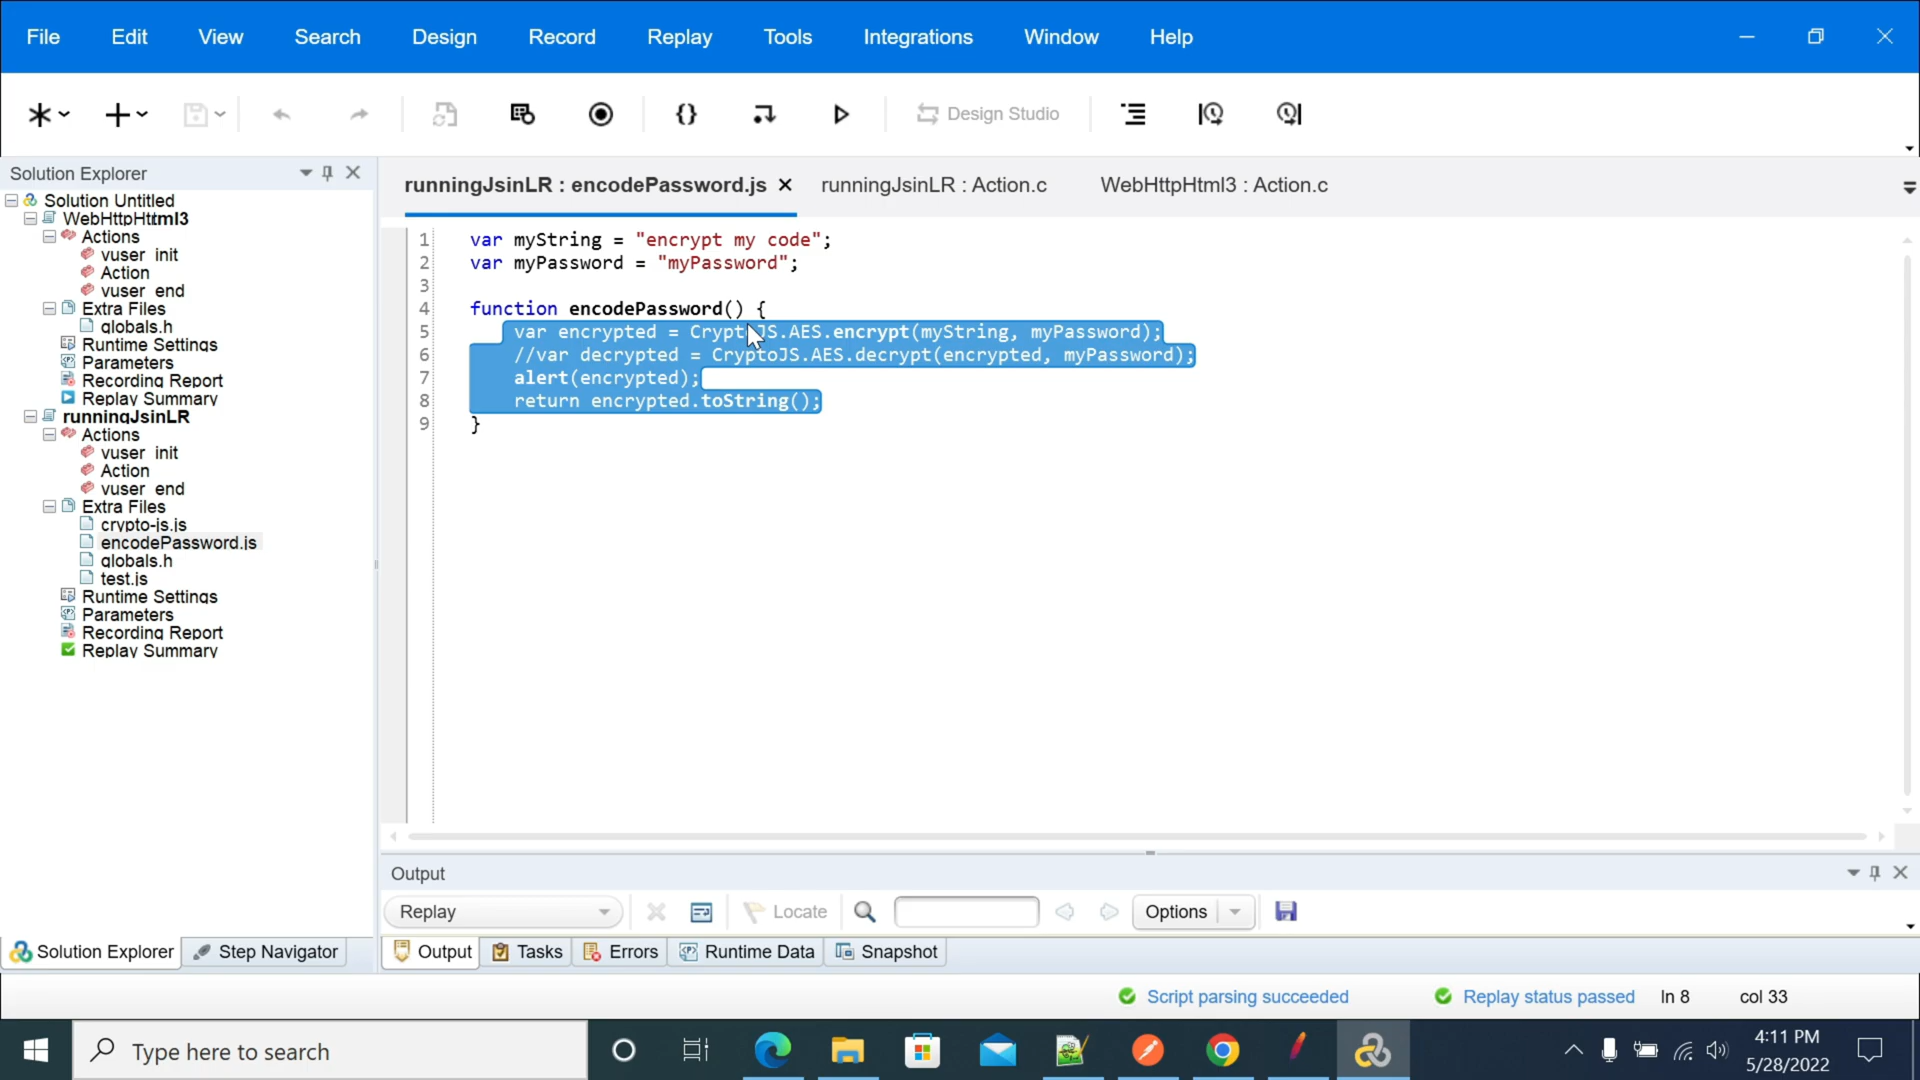 File Edit View Search Design Record Replay Tools Integrations Window Help
Design Studio
Solution Explorer
Solution Untitled
WebHttpHtml3
Actions
vuser_init
Action
vuser_end
Extra Files
globals.h
Runtime Settings
Parameters
Recording Report
Replay Summary
runningJsinLR
Actions
vuser_init
Action
vuser_end
Extra Files
crypto-js.js
encodePassword.js
globals.h
test.js
Runtime Settings
Parameters
Recording Report
Replay Summary
Solution Explorer Step Navigator
runningJsinLR : encodePassword.js runningJsinLR : Action.c WebHttpHtml3 : Action.c
1 var myString = "encrypt my code";
2 var myPassword = "myPassword";
3
4 function encodePassword() {
5 var encrypted = CryptoJS.AES.encrypt(myString, myPassword);
6 //var decrypted = CryptoJS.AES.decrypt(encrypted, myPassword);
7 alert(encrypted);
8 return encrypted.toString();
9 }
Output
Replay Locate Options
Output Tasks Errors Runtime Data Snapshot
Script parsing succeeded Replay status passed ln 8 col 33
Type here to search
4:11 PM
5/28/2022